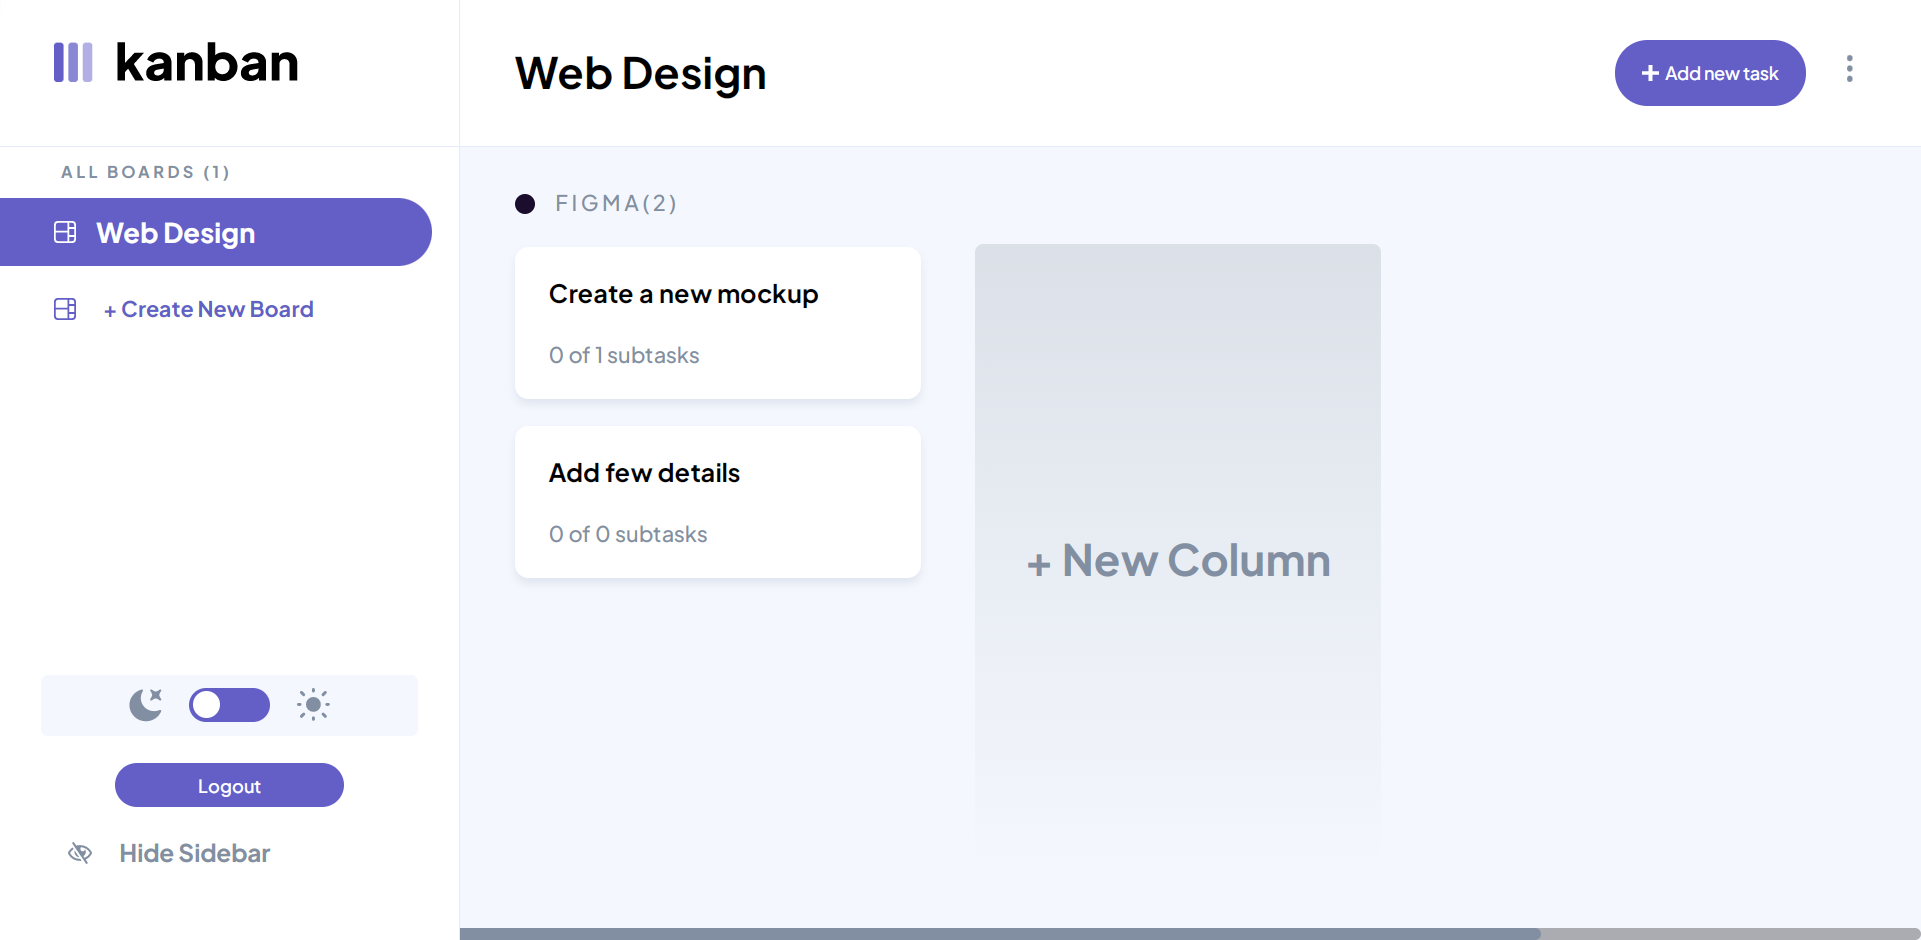 kanban
Web Design
+ Add new task
ALL BOARDS (1)
Web Design
+ Create New Board
FIGMA(2)
Create a new mockup
0 of 1 subtasks
Add few details
0 of 0 subtasks
+ New Column
Logout
Hide Sidebar